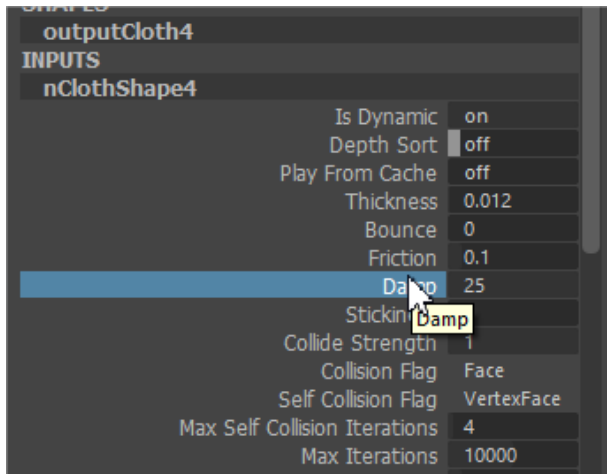 SHAPES
outputCloth4
INPUTS
nClothShape4
Is Dynamic on
Depth Sort off
Play From Cache off
Thickness 0.012
Bounce 0
Friction 0.1
Damp 25
Damp
Collide Strength 1
Collision Flag Face
Self Collision Flag VertexFace
Max Self Collision Iterations 4
Max Iterations 10000